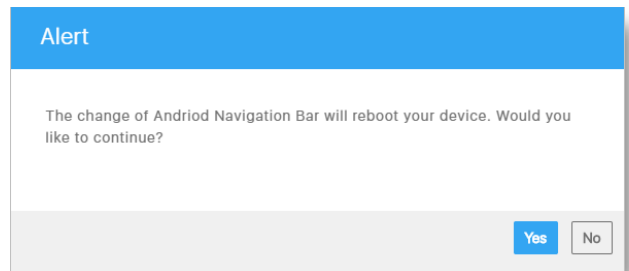 Alert
The change of Andriod Navigation Bar will reboot your device. Would you
like to continue?
Yes No